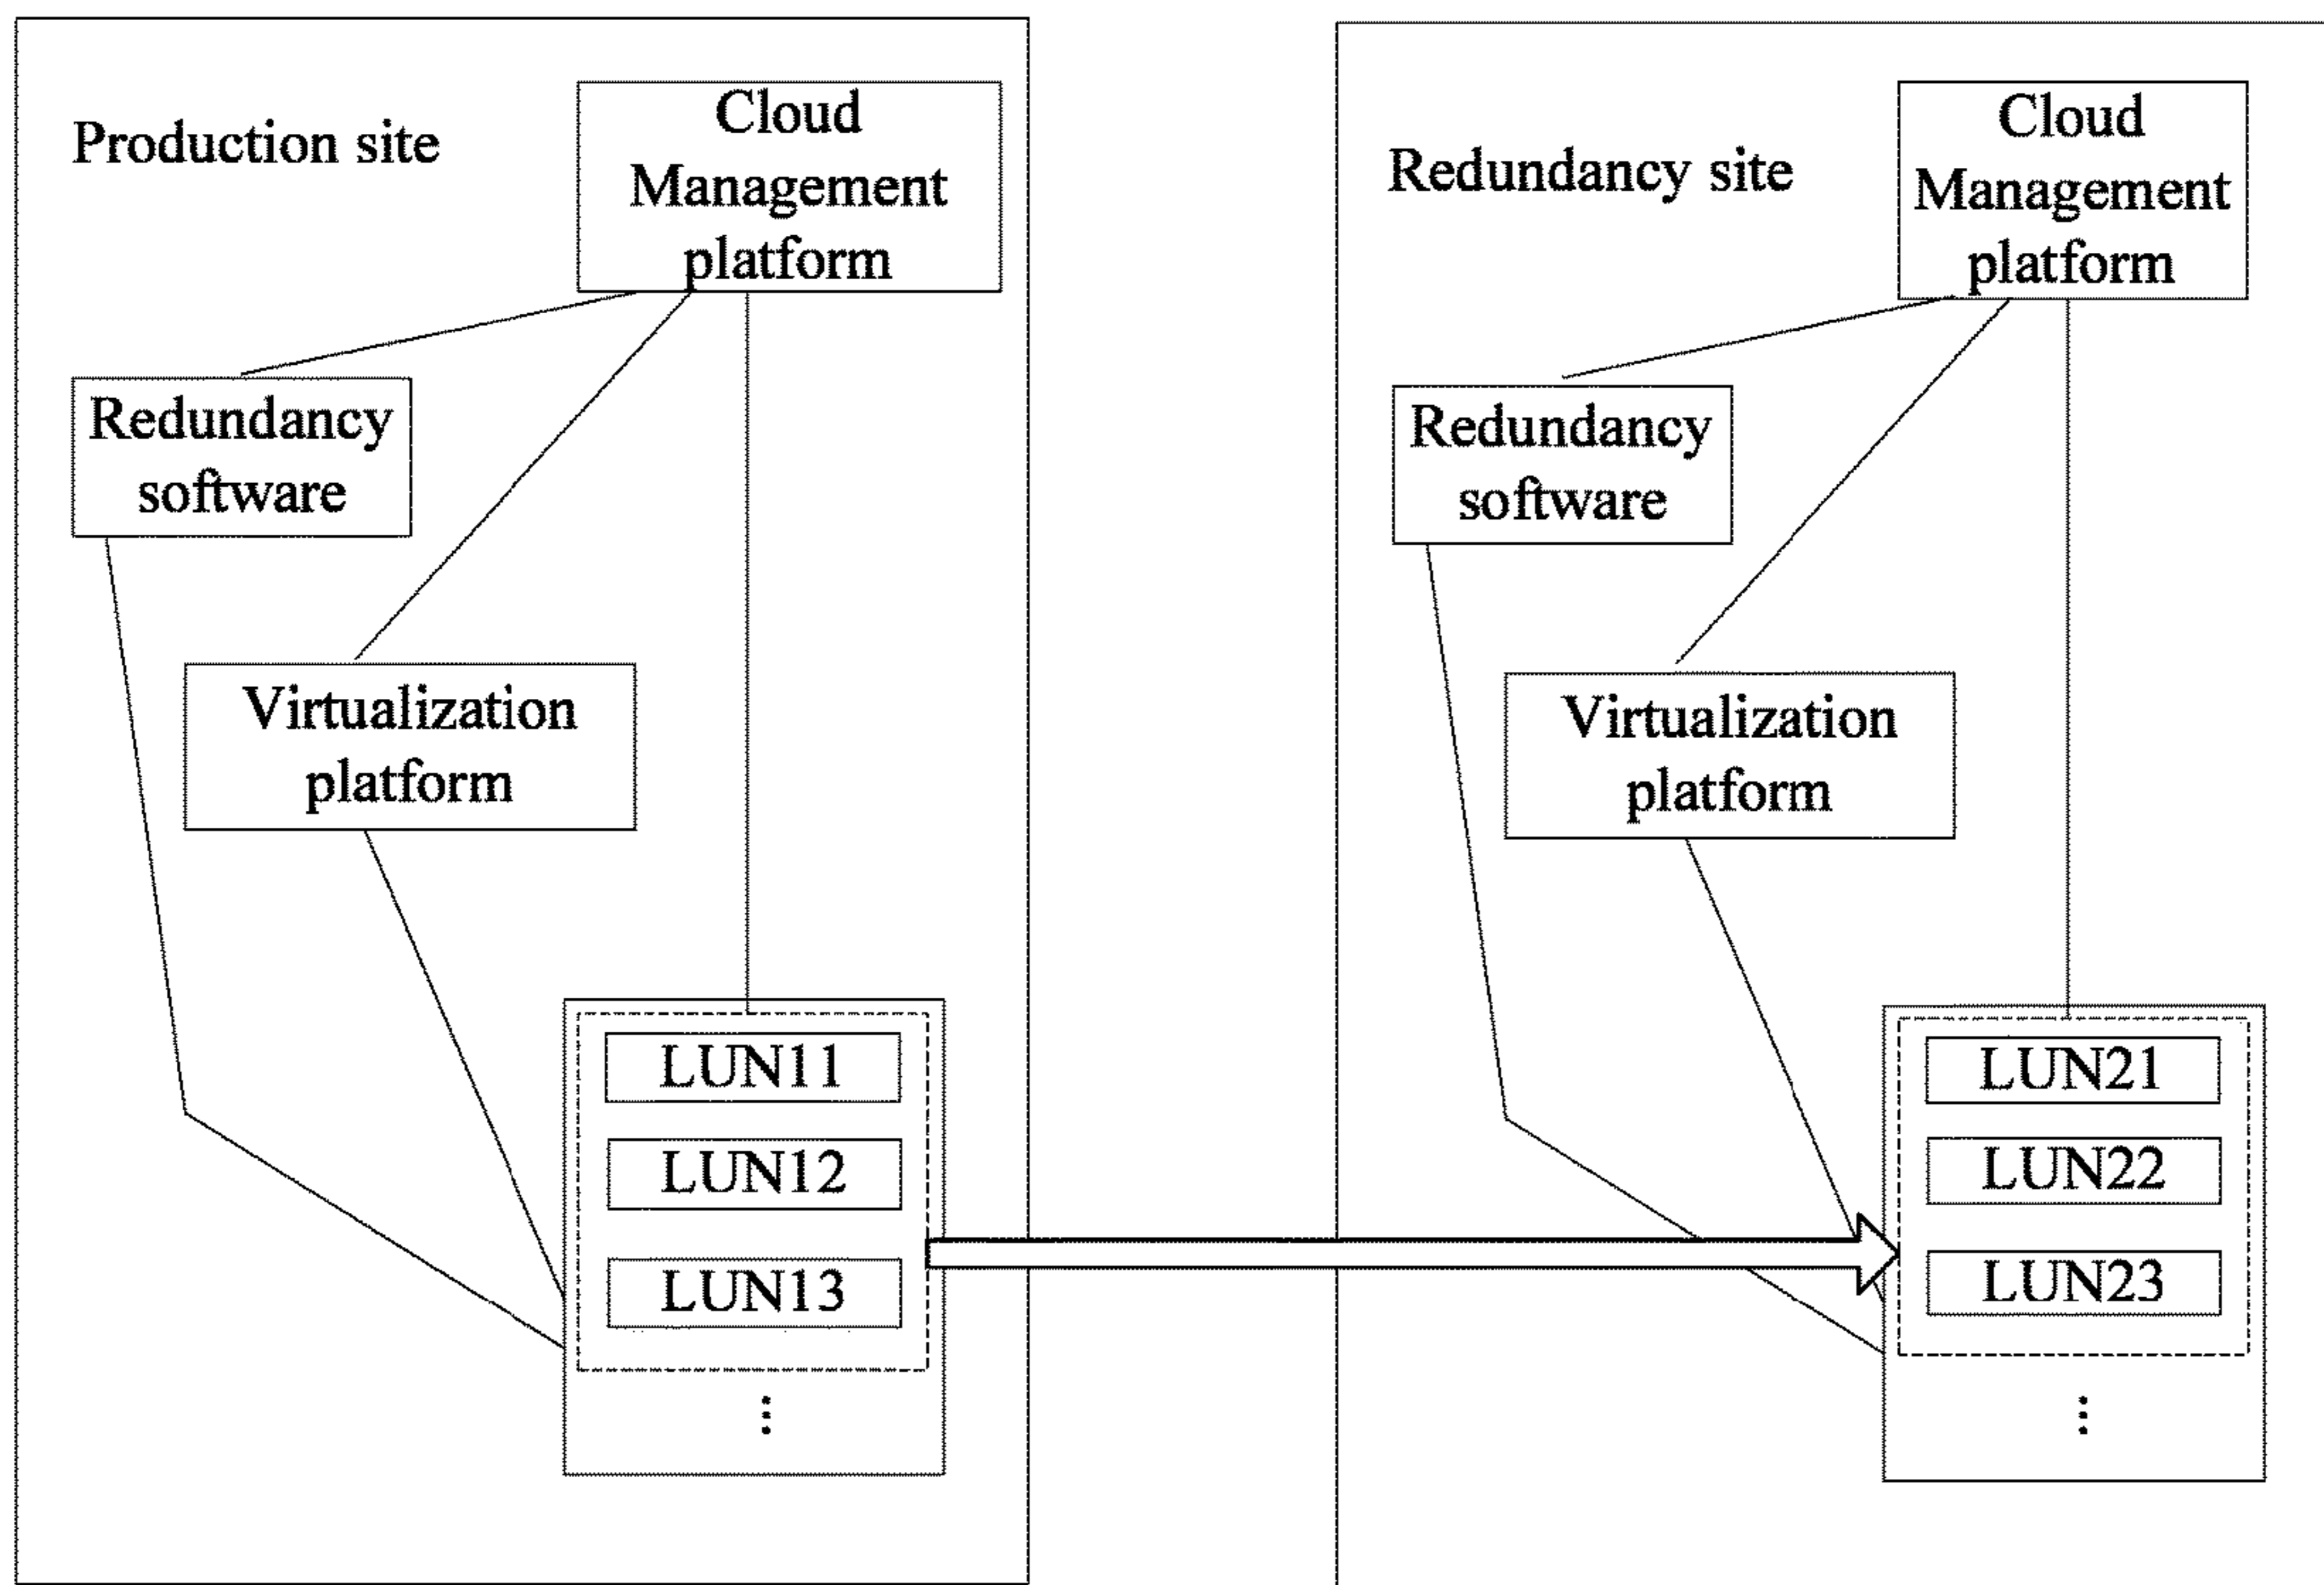 Production site
Cloud
Management
platform
Redundancy
software
Virtualization
platform
LUN11
LUN12
LUN13
⋮
Redundancy site
Cloud
Management
platform
Redundancy
software
Virtualization
platform
LUN21
LUN22
LUN23
⋮